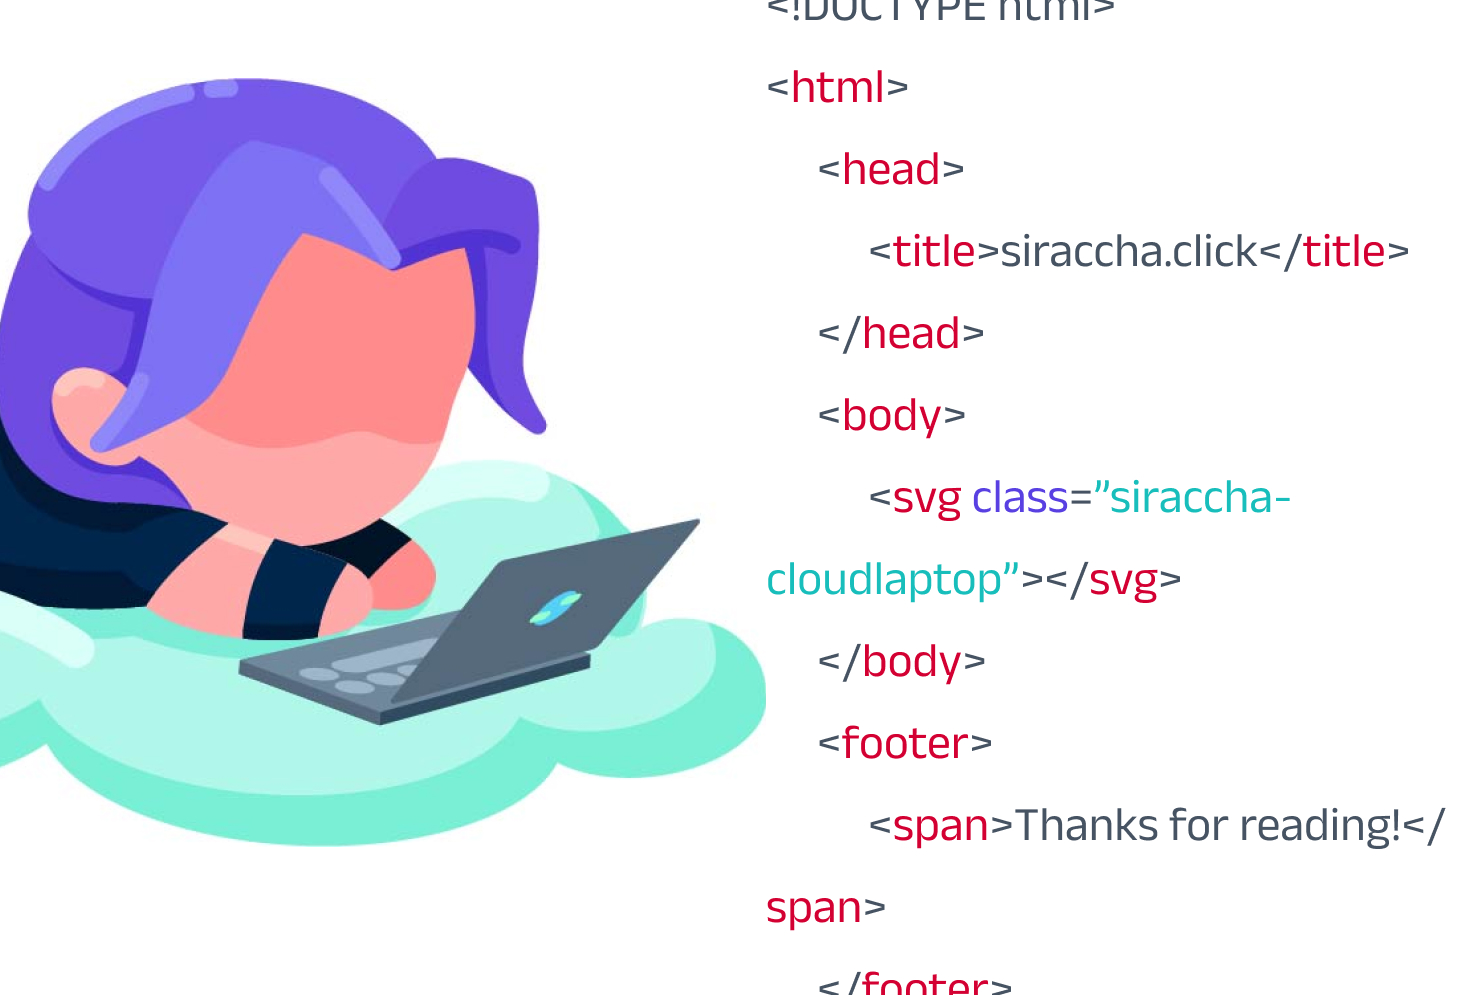 <!DOCTYPE html>
<html>
<head>
<title>siraccha.click</title>
</head>
<body>
<svg class=”siraccha-
cloudlaptop”></svg>
</body>
<footer>
<span>Thanks for reading!</
span>
</footer>